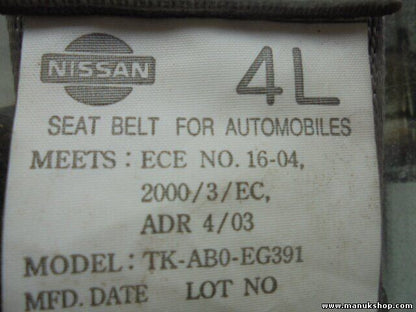 NISSAN
4L
SEAT BELT FOR AUTOMOBILES
MEETS : ECE NO. 16-04,
2000/3/EC,
ADR 4/03
MODEL: TK-AB0-EG391
MFD. DATE LOT NO
www.manukshop.com